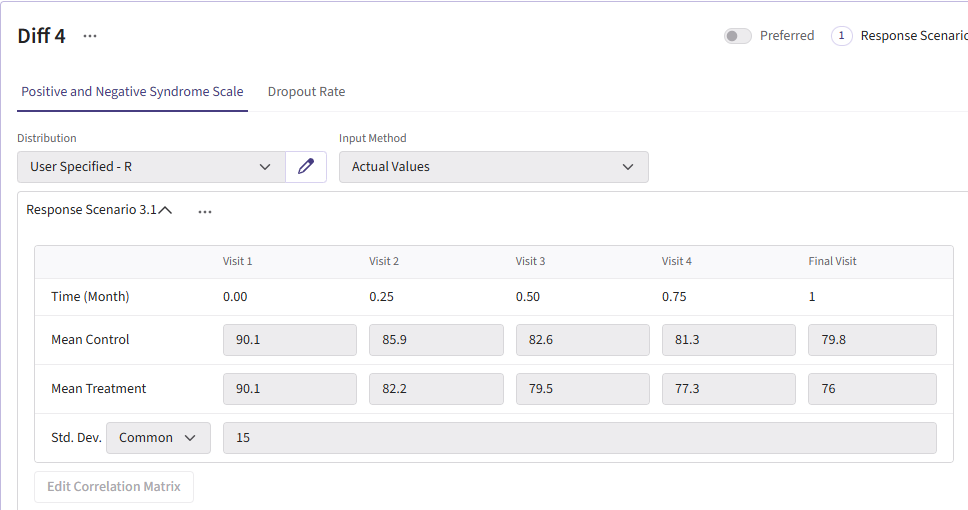 Diff 4 ... Preferred 1 Response Scenario
Positive and Negative Syndrome Scale Dropout Rate
Distribution Input Method
User Specified - R Actual Values
Response Scenario 3.1 ...
Visit 1 Visit 2 Visit 3 Visit 4 Final Visit
Time (Month) 0.00 0.25 0.50 0.75 1
Mean Control 90.1 85.9 82.6 81.3 79.8
Mean Treatment 90.1 82.2 79.5 77.3 76
Std. Dev. Common 15
Edit Correlation Matrix